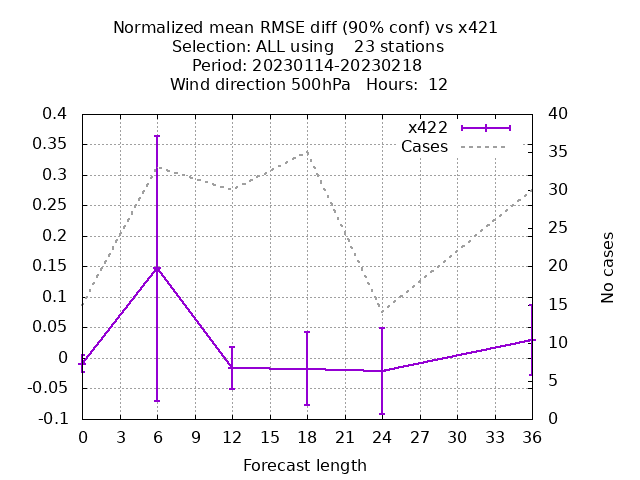 Normalized mean RMSE diff (90% conf) vs x421
Selection: ALL using    23 stations
Period: 20230114-20230218
Wind direction 500hPa   Hours:  12
0.4
0.35
0.3
0.25
0.2
0.15
0.1
0.05
0
-0.05
-0.1
x422
Cases
40
35
30
25
20
15
10
5
0
No cases
0 3 6 9 12 15 18 21 24 27 30 33 36
Forecast length